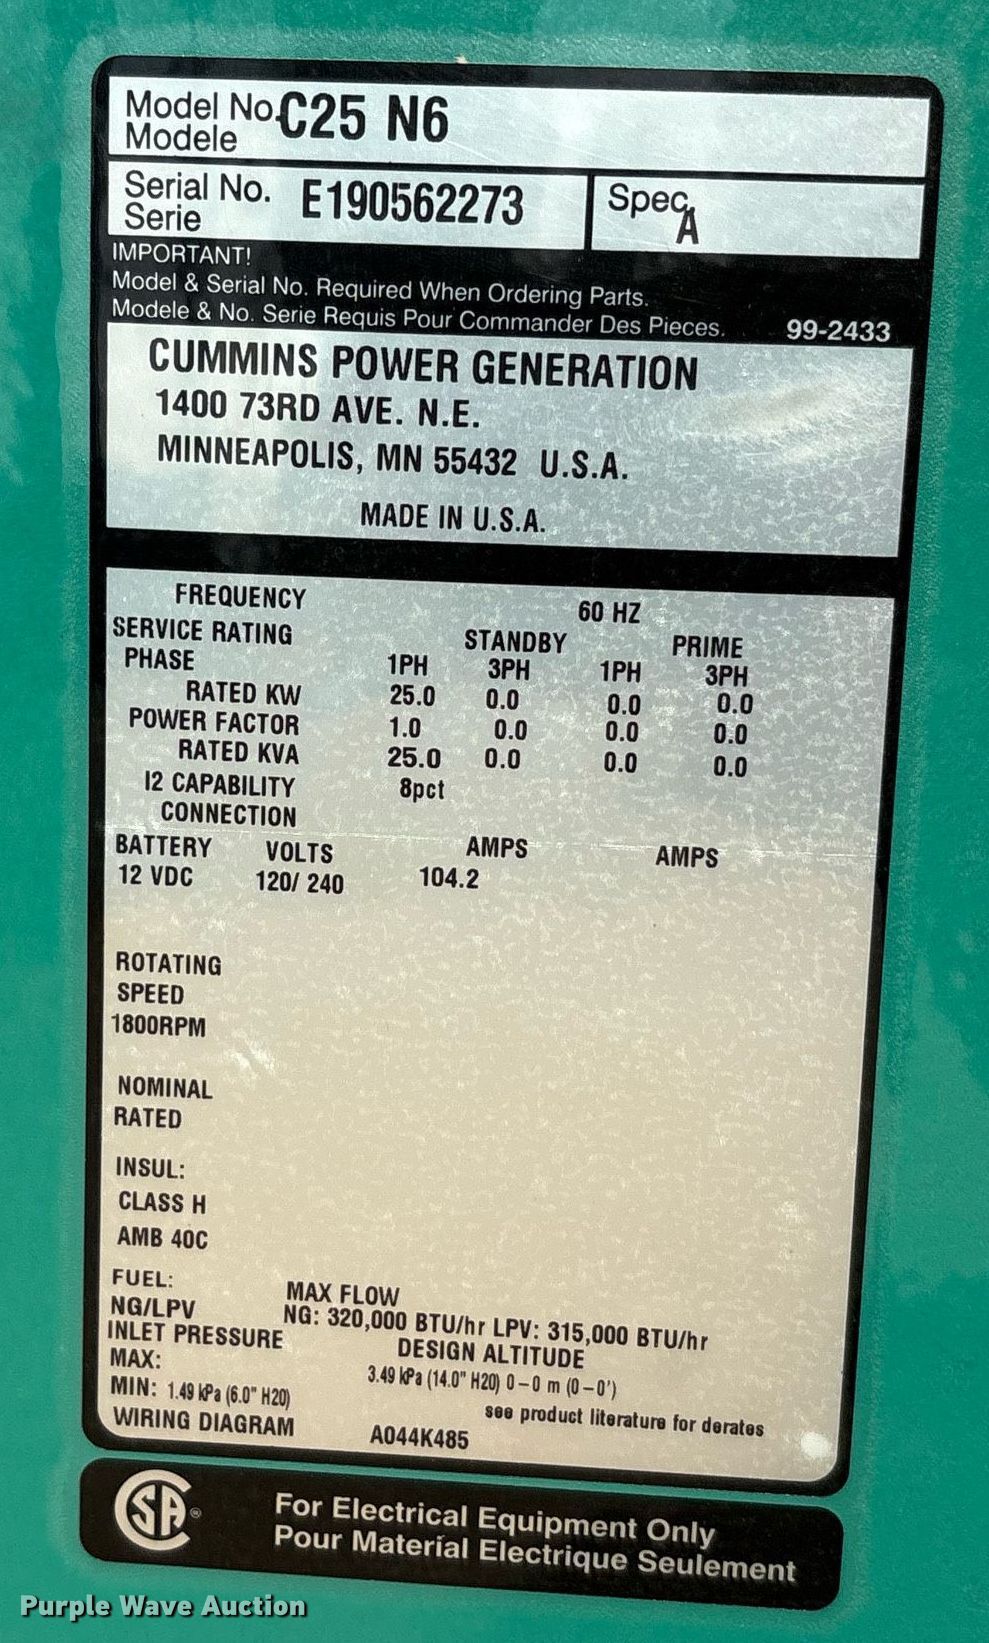 Model No. C25 N6
Modele
Serial No. E190562273
Serie
Spec A
IMPORTANT!
Model & Serial No. Required When Ordering Parts.
Modele & No. Serie Requis Pour Commander Des Pieces. 99-2433
CUMMINS POWER GENERATION
1400 73RD AVE. N.E.
MINNEAPOLIS, MN 55432 U.S.A.
MADE IN U.S.A.
FREQUENCY 60 HZ
SERVICE RATING STANDBY PRIME
PHASE 1PH 3PH 1PH 3PH
RATED KW 25.0 0.0 0.0 0.0
POWER FACTOR 1.0 0.0 0.0 0.0
RATED KVA 25.0 0.0 0.0 0.0
I2 CAPABILITY 8pct
CONNECTION
BATTERY VOLTS AMPS AMPS
12 VDC 120/ 240 104.2
ROTATING
SPEED
1800RPM
NOMINAL
RATED
INSUL:
CLASS H
AMB 40C
FUEL: MAX FLOW
NG/LPV NG: 320,000 BTU/hr LPV: 315,000 BTU/hr
INLET PRESSURE DESIGN ALTITUDE
MAX: 3.49 kPa (14.0" H20) 0-0 m (0-0')
MIN: 1.49 kPa (6.0" H20) see product literature for derates
WIRING DIAGRAM A044K485
SA ®
For Electrical Equipment Only
Pour Material Electrique Seulement
Purple Wave Auction